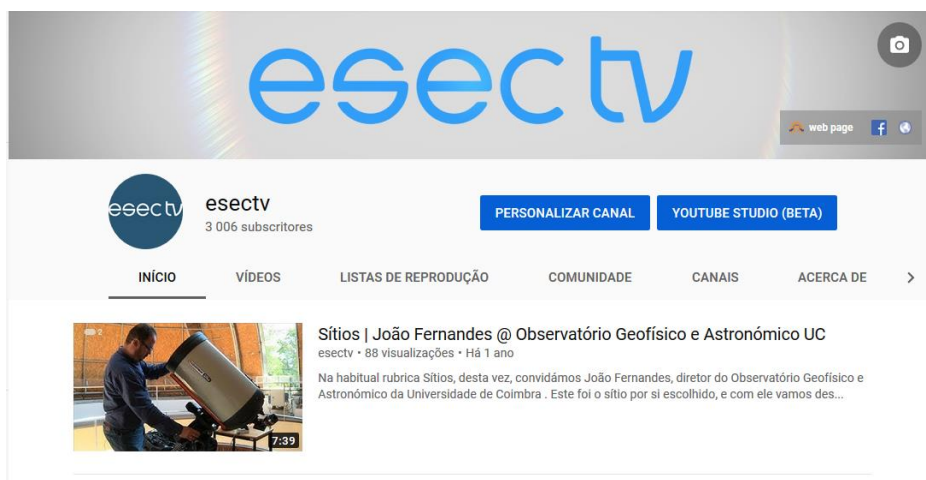 esectv
web page
esectv
esectv
3 006 subscritores
PERSONALIZAR CANAL
YOUTUBE STUDIO (BETA)
INÍCIO
VÍDEOS
LISTAS DE REPRODUÇÃO
COMUNIDADE
CANAIS
ACERCA DE
Sítios | João Fernandes @ Observatório Geofísico e Astronómico UC
esectv • 88 visualizações • Há 1 ano
Na habitual rubrica Sítios, desta vez, convidámos João Fernandes, diretor do Observatório Geofísico e
Astronómico da Universidade de Coimbra . Este foi o sítio por si escolhido, e com ele vamos des...
7:39